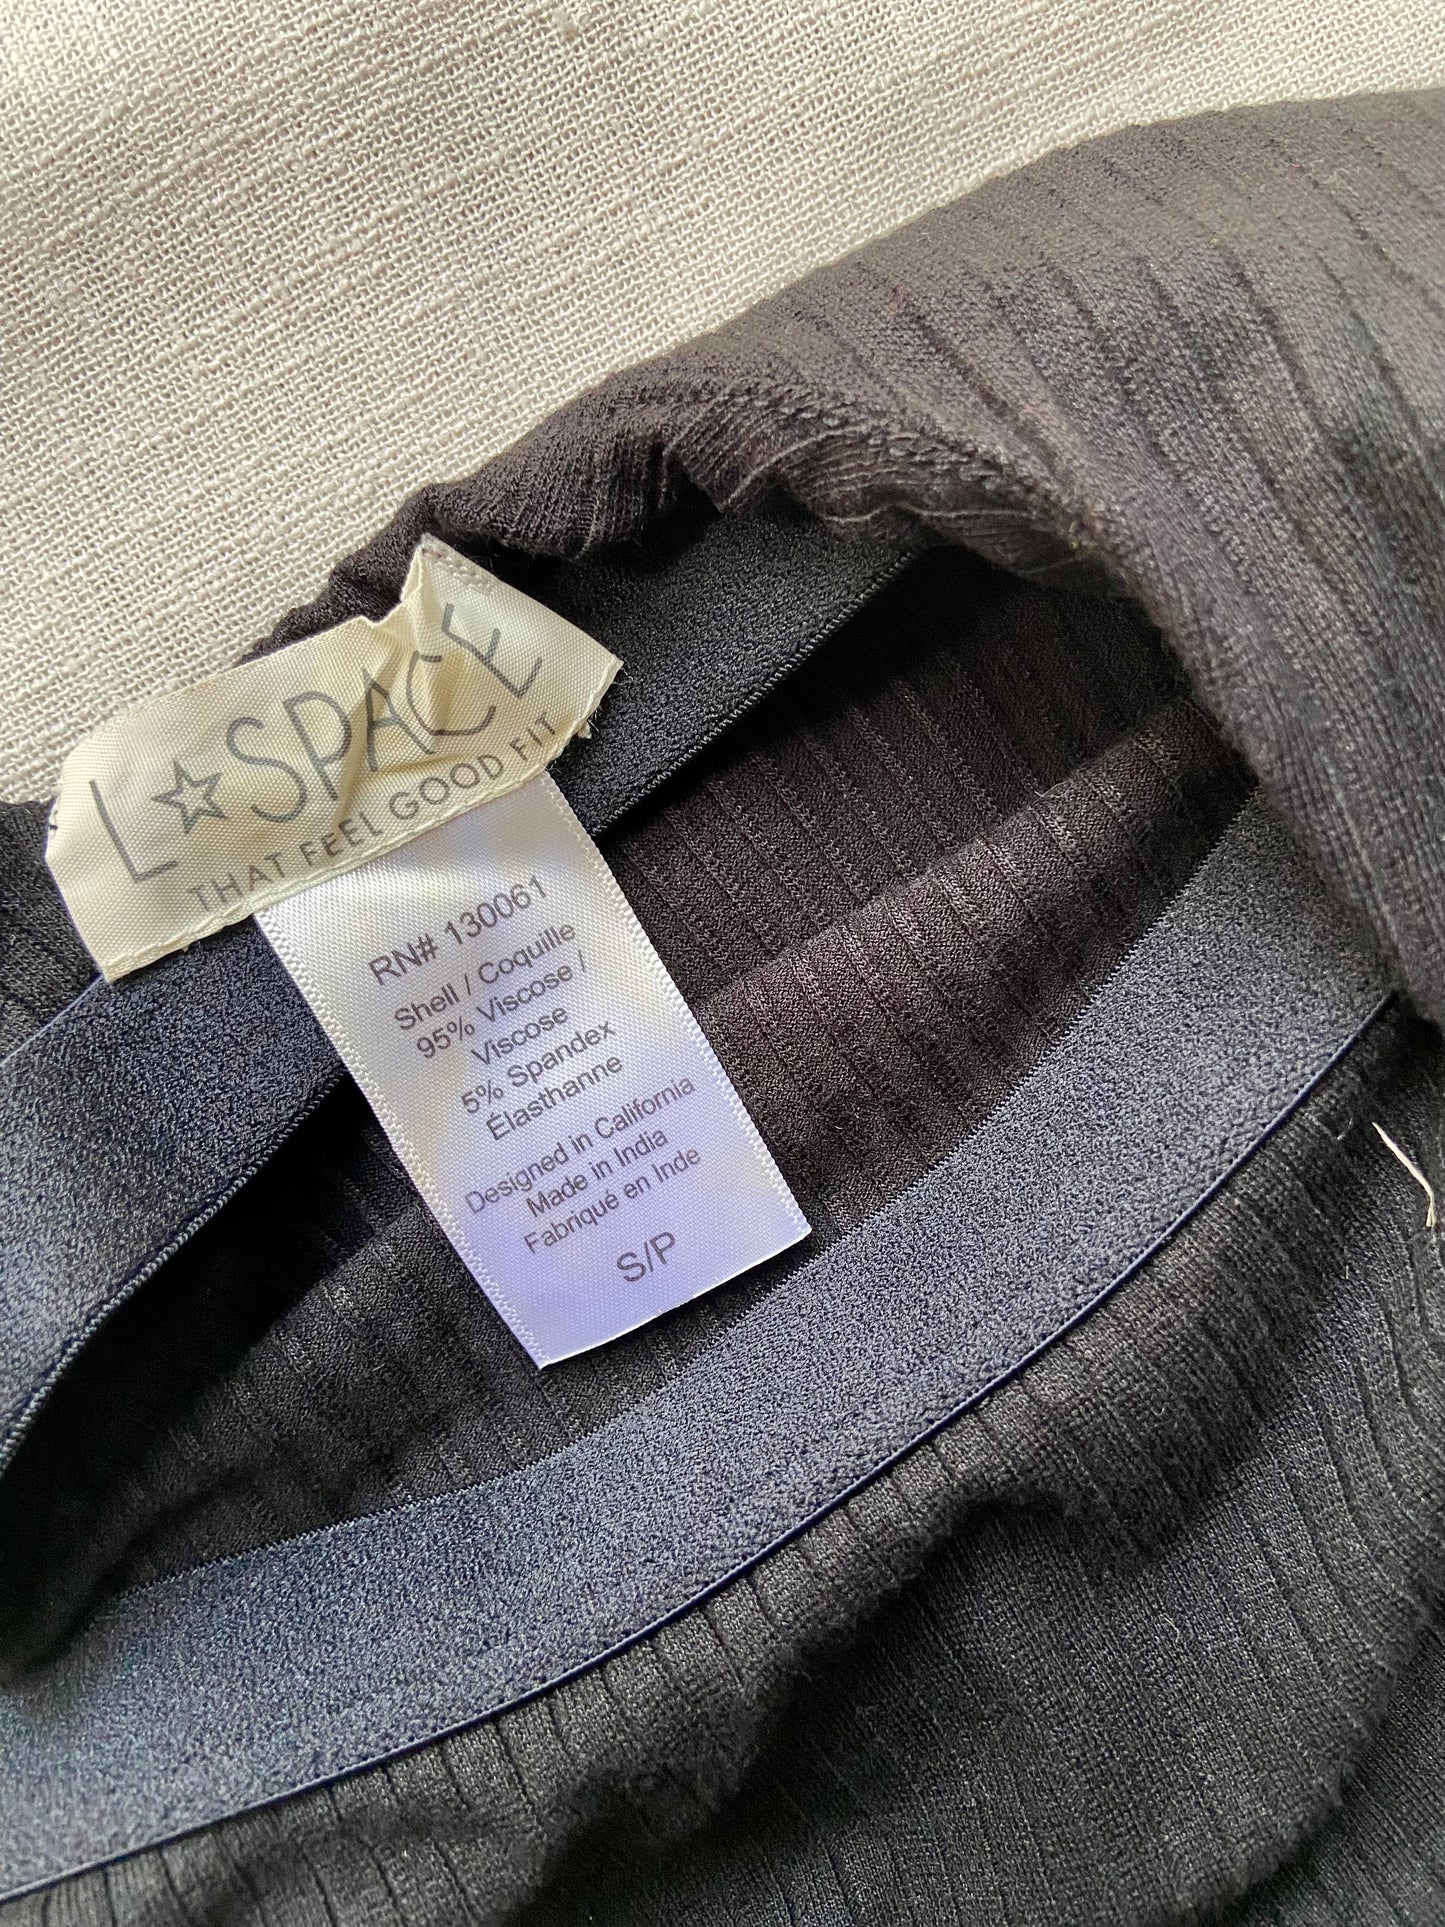 L☆SPACE
THAT FEEL GOOD FIT
RN# 130061
Shell / Coquille
95% Viscose /
Viscose
5% Spandex
Élasthanne
Designed in California
Made in India
Fabriqué en Inde
S/P